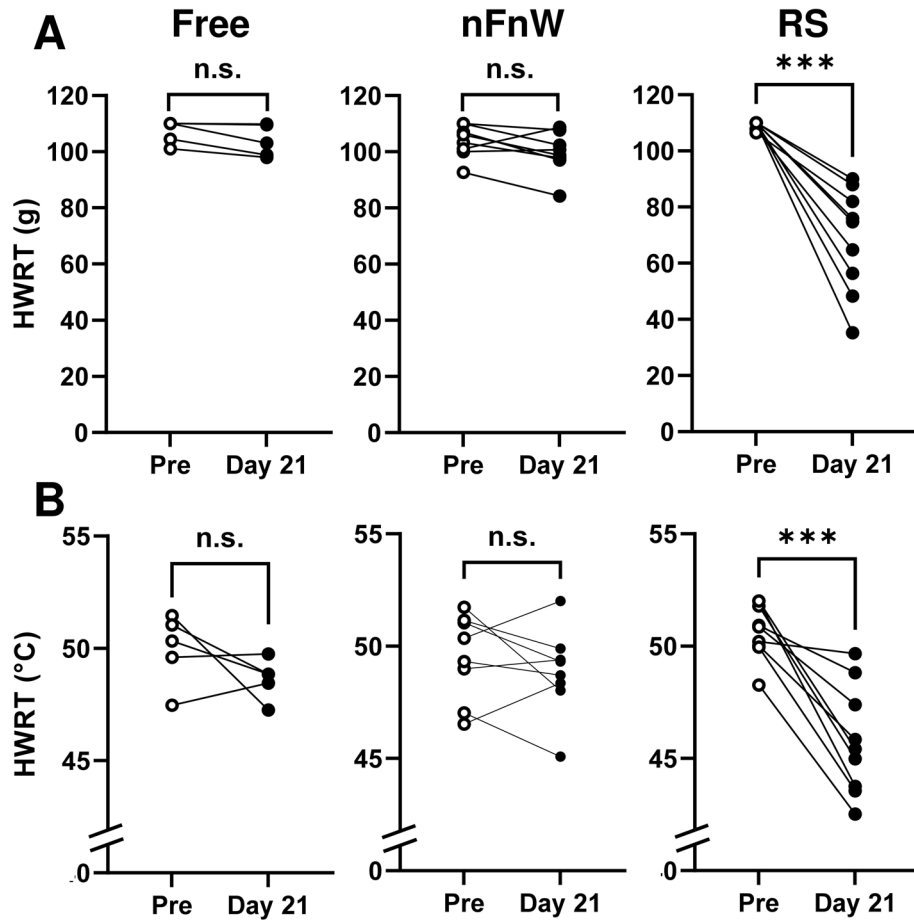 A
Free nFnW RS
n.s. n.s. ***
HWRT (g)
120 120 120
100 100 100
80 80 80
60 60 60
40 40 40
20 20 20
0 0 0
Pre Day 21 Pre Day 21 Pre Day 21
B
n.s. n.s. ***
HWRT (°C)
55 55 55
50 50 50
45 45 45
0 0 0
Pre Day 21 Pre Day 21 Pre Day 21